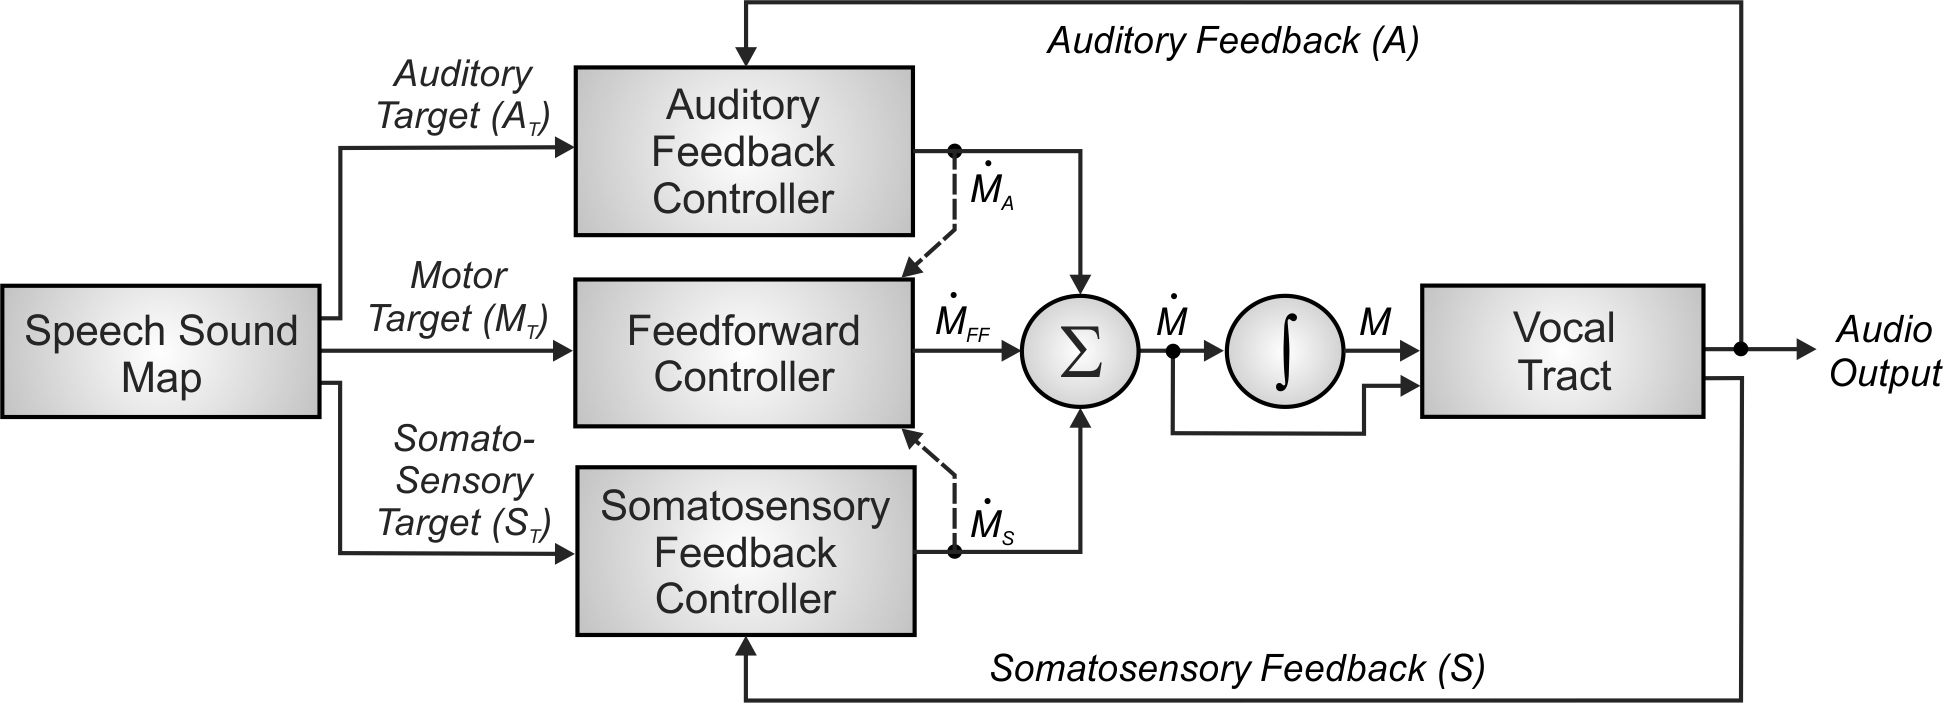 Auditory Feedback (A)
Auditory
Target (A_T)
Auditory
Feedback
Controller
Ṁ_A
Speech Sound
Map
Motor
Target (M_T)
Feedforward
Controller
Ṁ_FF
Σ
Ṁ
∫
M
Vocal
Tract
Audio
Output
Somato-
Sensory
Target (S_T)
Somatosensory
Feedback
Controller
Ṁ_S
Somatosensory Feedback (S)